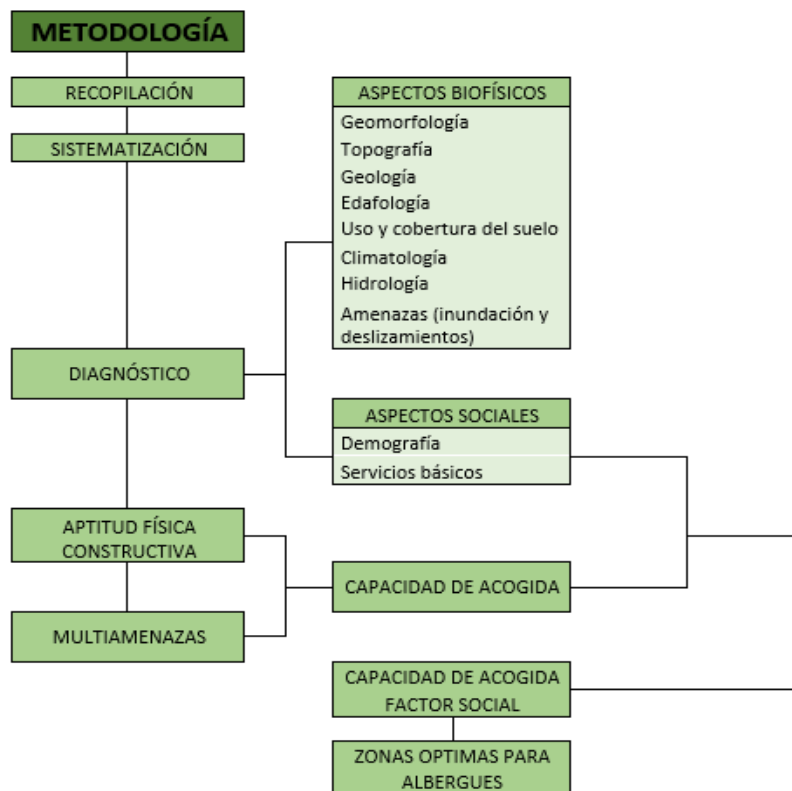 METODOLOGÍA
RECOPILACIÓN
SISTEMATIZACIÓN
DIAGNÓSTICO
APTITUD FÍSICA
CONSTRUCTIVA
MULTIAMENAZAS
ASPECTOS BIOFÍSICOS
Geomorfología
Topografía
Geología
Edafología
Uso y cobertura del suelo
Climatología
Hidrología
Amenazas (inundación y
deslizamientos)
ASPECTOS SOCIALES
Demografía
Servicios básicos
CAPACIDAD DE ACOGIDA
CAPACIDAD DE ACOGIDA
FACTOR SOCIAL
ZONAS OPTIMAS PARA
ALBERGUES